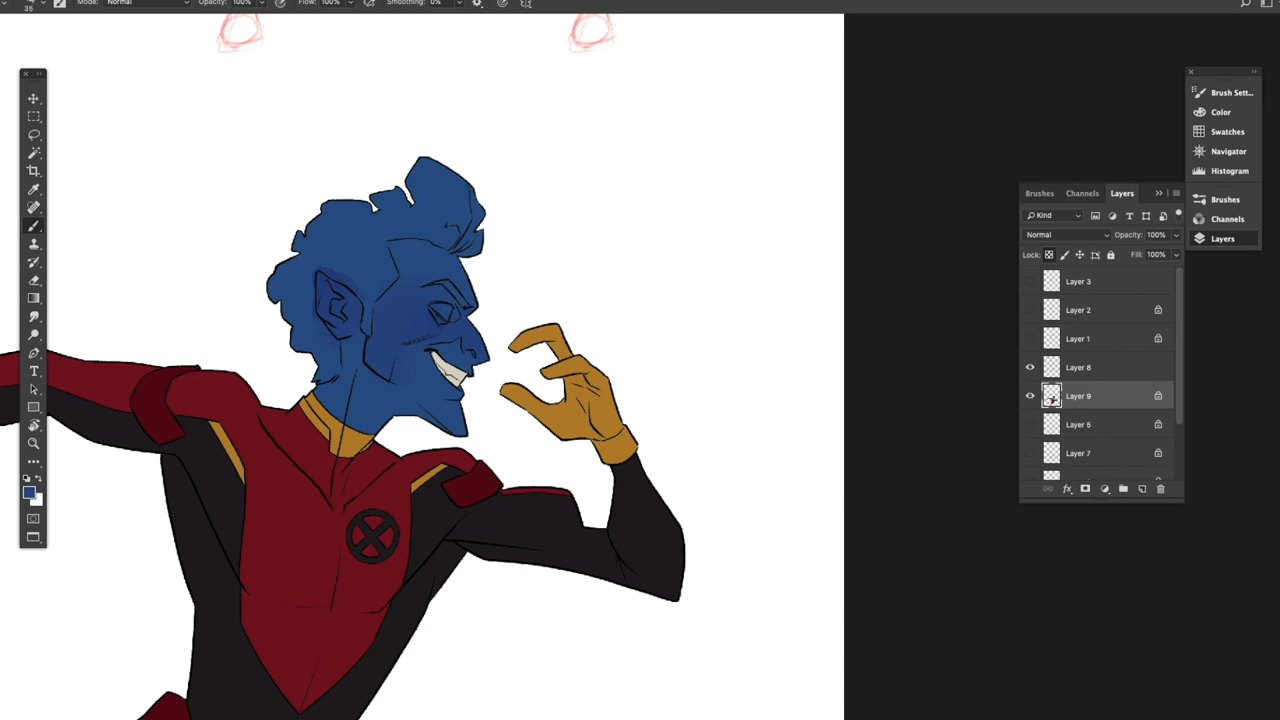 35 Mode: Normal Opacity: 100% Flow: 100% Smoothing: 0%
Brush Sett...
Color
Swatches
Navigator
Histogram
Brushes
Channels
Layers
Brushes Channels Layers
Kind
Normal Opacity: 100%
Lock: Fill: 100%
Layer 3
Layer 2
Layer 1
Layer 8
Layer 9
Layer 5
Layer 7
fx